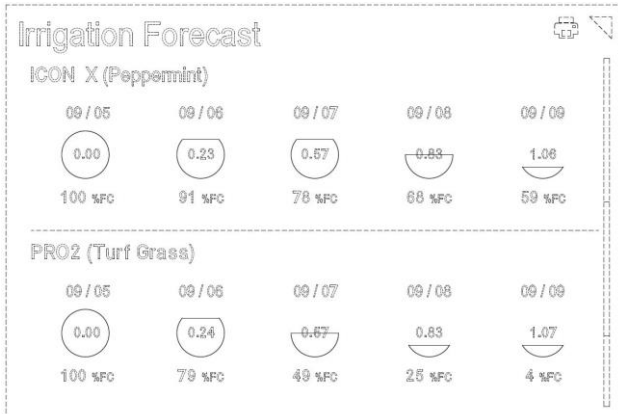 Irrigation Forecast
ICON X (Peppermint)
09 / 05 09 / 06 09 / 07 09 / 08 09 / 09
0.00 0.23 0.57 0.83 1.06
100 %FC 91 %FC 78 %FC 68 %FC 59 %FC
PRO2 (Turf Grass)
09 / 05 09 / 06 09 / 07 09 / 08 09 / 09
0.00 0.24 0.57 0.83 1.07
100 %FC 79 %FC 49 %FC 25 %FC 4 %FC